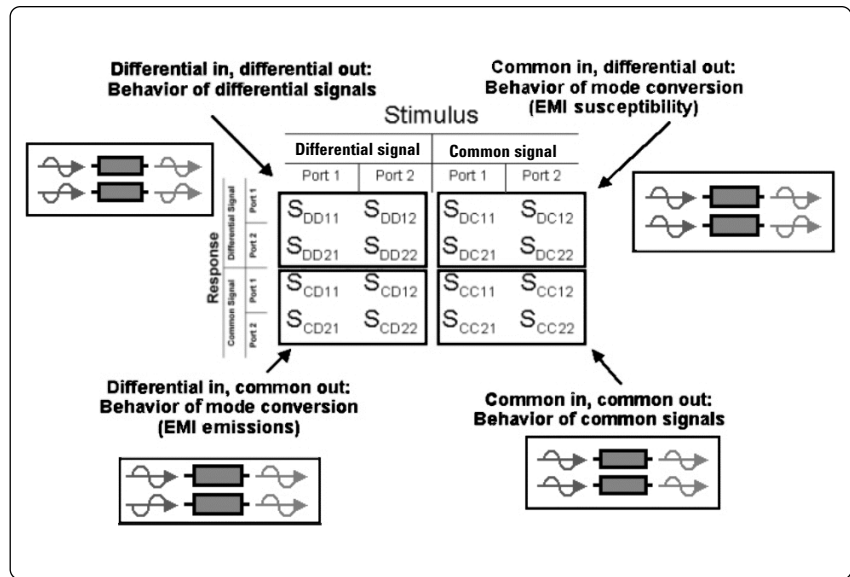 Differential in, differential out:
Behavior of differential signals
Common in, differential out:
Behavior of mode conversion
(EMI susceptibility)
Stimulus
Differential signal
Common signal
Port 1
Port 2
Port 1
Port 2
Response
Differential Signal
Common Signal
Port 1
Port 2
Port 1
Port 2
SDD11 SDD12 SDC11 SDC12
SDD21 SDD22 SDC21 SDC22
SCD11 SCD12 SCC11 SCC12
SCD21 SCD22 SCC21 SCC22
Differential in, common out:
Behavior of mode conversion
(EMI emissions)
Common in, common out:
Behavior of common signals